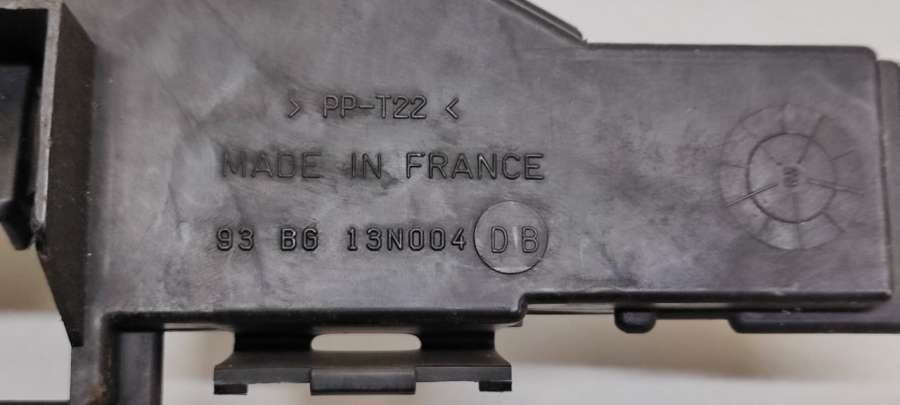 > PP-T22 <
MADE IN FRANCE
93 BG 13N004 DB